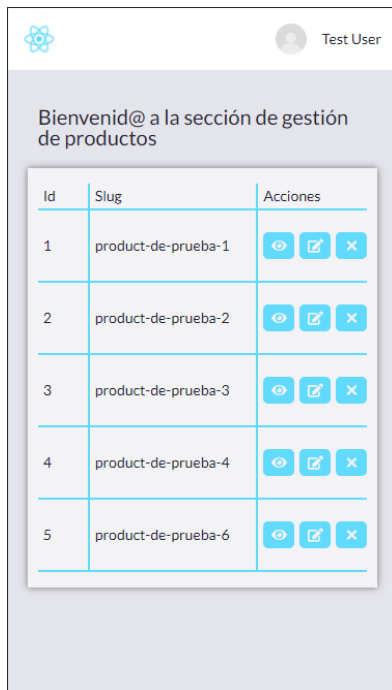 Test User
Bienvenid@ a la sección de gestión
de productos
Id Slug Acciones
1 product-de-prueba-1
2 product-de-prueba-2
3 product-de-prueba-3
4 product-de-prueba-4
5 product-de-prueba-6